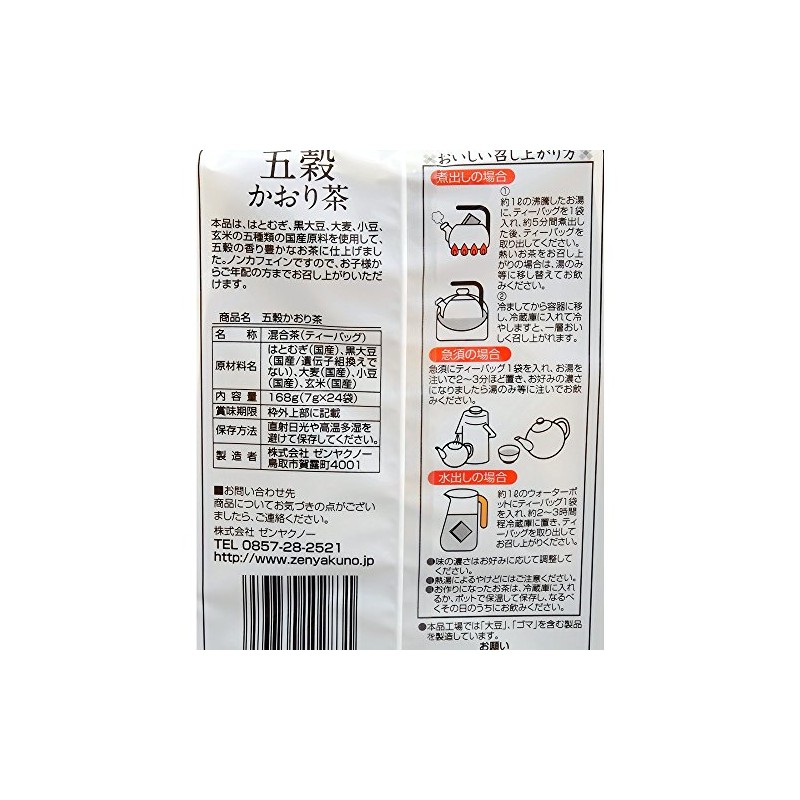 五穀
かおり茶
本品は、はとむぎ、黒大豆、大麦、小豆、
玄米の五種類の国産原料を使用して、
五穀の香り豊かなお茶に仕上げまし
た。ノンカフェインですので、お子様か
らご年配の方までお召し上がりいただ
けます。
商品名 五穀かおり茶
名 称 混合茶(ティーバッグ)
原材料名 はとむぎ(国産)、黒大豆
(国産/遺伝子組換えで
ない)、大麦(国産)、小豆
(国産)、玄米(国産)
内容量 168g(7g×24袋)
賞味期限 枠外上部に記載
保存方法 直射日光や高温多湿を
避けて保存してください。
製造者 株式会社 ゼンヤクノー
鳥取市賀露町4001
■お問い合わせ先
商品についてお気づきの点がござい
ましたら、ご連絡ください。
株式会社 ゼンヤクノー
TEL 0857-28-2521
http://www.zenyakuno.jp
おいしい召し上がり方
煮出しの場合
①
約1ℓの沸騰したお湯
に、ティーバッグを1袋
入れ、約5分間煮出し
た後、ティーバッグを
取り出してください。
熱いお茶をお召し上
がりの場合は、湯のみ
等に移し替えてお飲
みください。
②
冷ましてから容器に移
し、冷蔵庫に入れて冷
やしますと、一層おい
しく召し上がれます。
急須の場合
急須にティーバッグ1袋を入れ、お湯を
注いで2〜3分ほど置き、お好みの濃さ
になりましたら湯のみ等に注いでお飲
みください。
水出しの場合
約1ℓのウォーターポ
ットにティーバッグ1袋
を入れ、約2〜3時間
程冷蔵庫に置き、ティ
ーバッグを取り出して
お召し上がりください。
●味の濃さはお好みに応じて調整して
ください。
●熱湯によるやけどにはご注意ください。
●お作りになったお茶は、冷蔵庫に入れ
るか、ポットで保温して保存し、なるべ
くその日のうちにお飲みください。
●本品工場では「大豆」、「ゴマ」を含む製品
を製造しています。
お願い